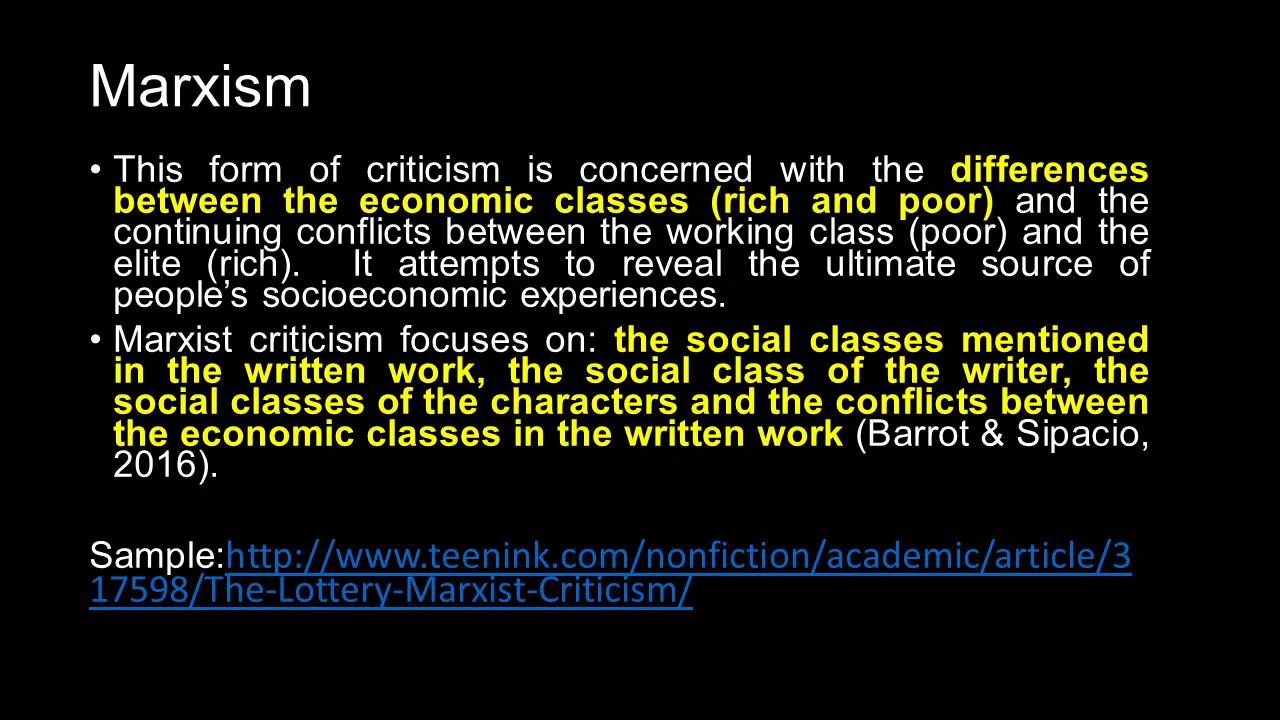 Marxism
• This form of criticism is concerned with the differences
between the economic classes (rich and poor) and the
continuing conflicts between the working class (poor) and the
elite (rich). It attempts to reveal the ultimate source of
people’s socioeconomic experiences.
• Marxist criticism focuses on: the social classes mentioned
in the written work, the social class of the writer, the
social classes of the characters and the conflicts between
the economic classes in the written work (Barrot & Sipacio,
2016).
Sample:http://www.teenink.com/nonfiction/academic/article/3
17598/The-Lottery-Marxist-Criticism/